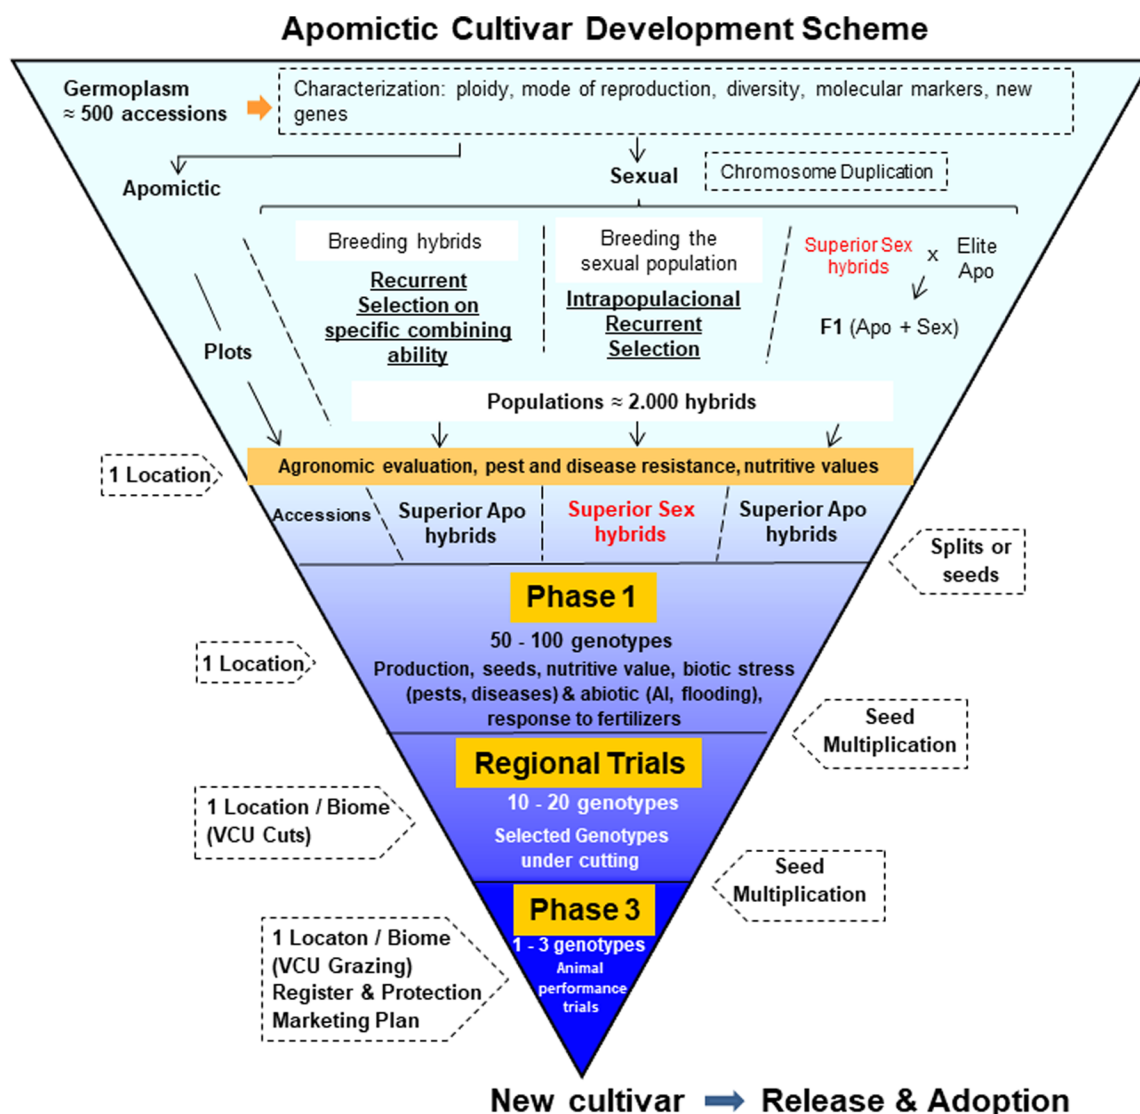 Apomictic Cultivar Development Scheme
Germoplasm
≈ 500 accessions
Characterization: ploidy, mode of reproduction, diversity, molecular markers, new
genes
Apomictic
Sexual
Chromosome Duplication
Breeding hybrids
Recurrent
Selection on
specific combining
ability
Breeding the
sexual population
Intrapopulacional
Recurrent
Selection
Superior Sex
hybrids
x
Elite
Apo
F1 (Apo + Sex)
Plots
Populations ≈ 2.000 hybrids
1 Location
Agronomic evaluation, pest and disease resistance, nutritive values
Accessions
Superior Apo
hybrids
Superior Sex
hybrids
Superior Apo
hybrids
Splits or
seeds
Phase 1
50 - 100 genotypes
1 Location
Production, seeds, nutritive value, biotic stress
(pests, diseases) & abiotic (Al, flooding),
response to fertilizers
Seed
Multiplication
Regional Trials
10 - 20 genotypes
1 Location / Biome
(VCU Cuts)
Selected Genotypes
under cutting
Seed
Multiplication
Phase 3
1 - 3 genotypes
Animal
performance
trials
1 Locaton / Biome
(VCU Grazing)
Register & Protection
Marketing Plan
New cultivar
Release & Adoption